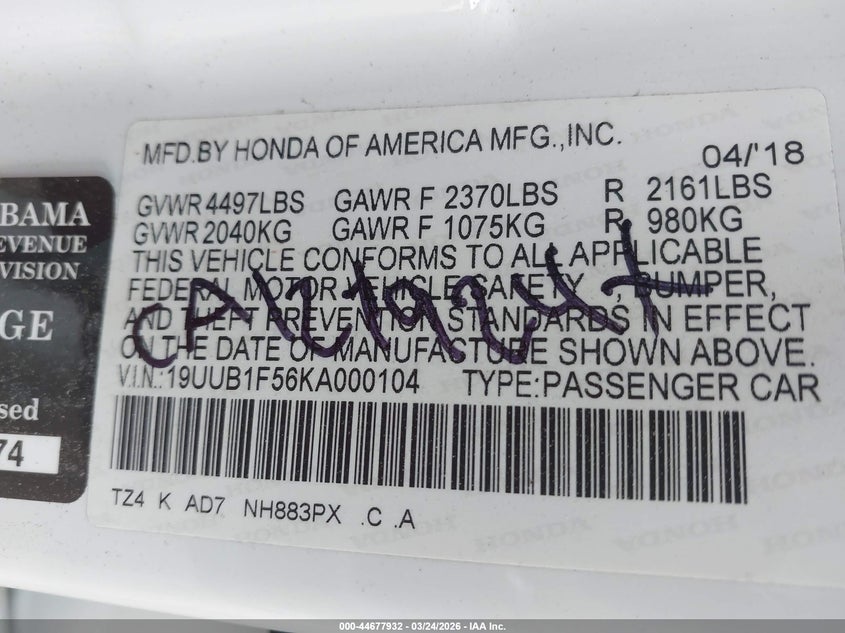 MFD.BY HONDA OF AMERICA MFG.,INC.
04/'18
GVWR 4497LBS GAWR F 2370LBS R 2161LBS
GVWR 2040KG GAWR F 1075KG R 980KG
THIS VEHICLE CONFORMS TO ALL APPLICABLE
FEDERAL MOTOR VEHICLE SAFETY , BUMPER,
AND THEFT PREVENTION STANDARDS IN EFFECT
ON THE DATE OF MANUFACTURE SHOWN ABOVE.
V.I.N.: 19UUB1F56KA000104 TYPE:PASSENGER CAR
TZ4 K AD7 NH883PX .C .A
BAMA
EVENUE
VISION
GE
sed
74
000-44677932 - 03/24/2026 - IAA Inc.